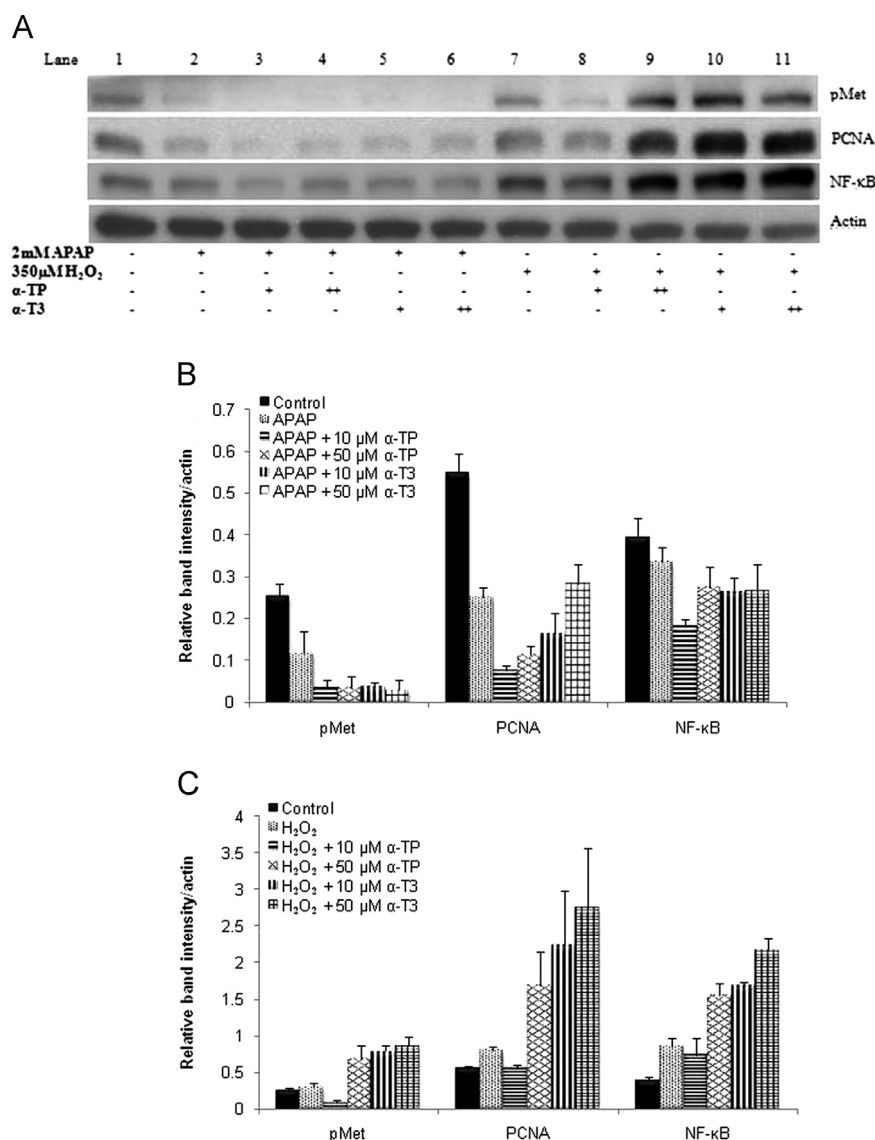 A
Lane 1 2 3 4 5 6 7 8 9 10 11
pMet
PCNA
NF-κB
Actin
2mM APAP - + + + + + - - - - -
350µM H₂O₂ - - - - - - + + + + +
α-TP - - + ++ - - - + ++ - -
α-T3 - - - - + ++ - - - + ++
B
Control
APAP
APAP + 10 µM α-TP
APAP + 50 µM α-TP
APAP + 10 µM α-T3
APAP + 50 µM α-T3
Relative band intensity/actin
0.7
0.6
0.5
0.4
0.3
0.2
0.1
0
pMet PCNA NF-κB
C
Control
H₂O₂
H₂O₂ + 10 µM α-TP
H₂O₂ + 50 µM α-TP
H₂O₂ + 10 µM α-T3
H₂O₂ + 50 µM α-T3
Relative band intensity/actin
4
3.5
3
2.5
2
1.5
1
0.5
0
pMet PCNA NF-κB